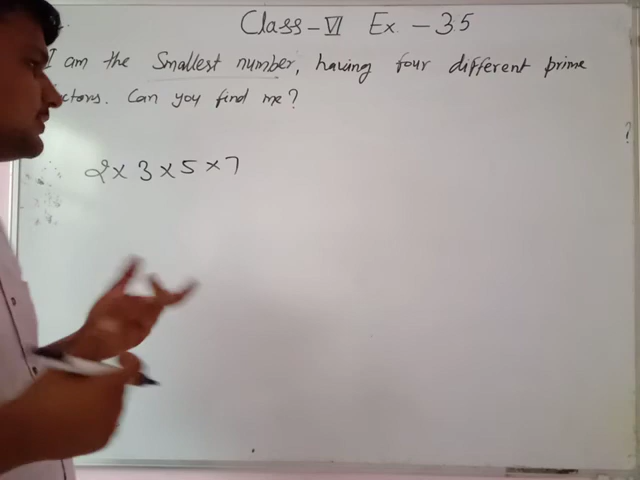 Class - VI Ex - 3.5
I am the Smallest number, having four different prime
ctors. Can you find me?
?
2 × 3 × 5 × 7